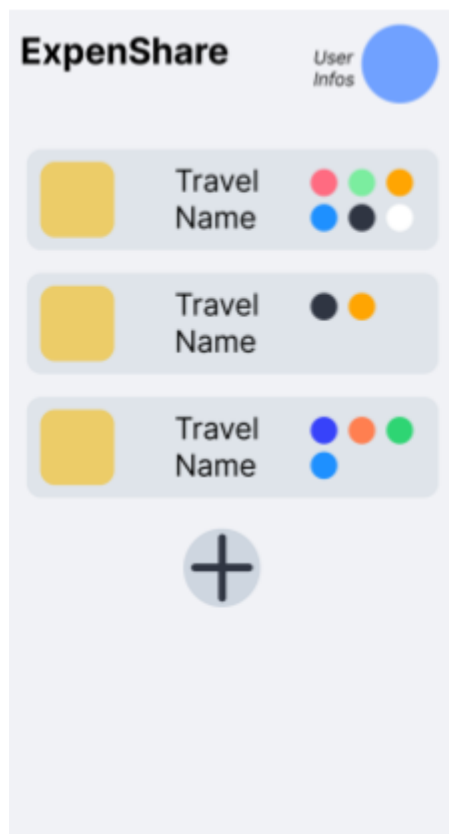 ExpenShare
User
Infos
Travel
Name
Travel
Name
Travel
Name